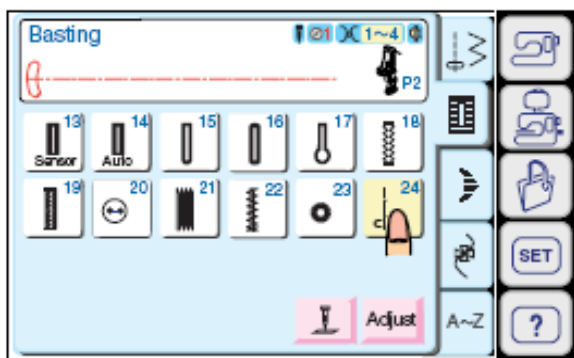 Basting
1 1~4
P2
13 14 15 16 17 18
Sensor Auto
19 20 21 22 23 24
Adjust
A~Z
SET
?